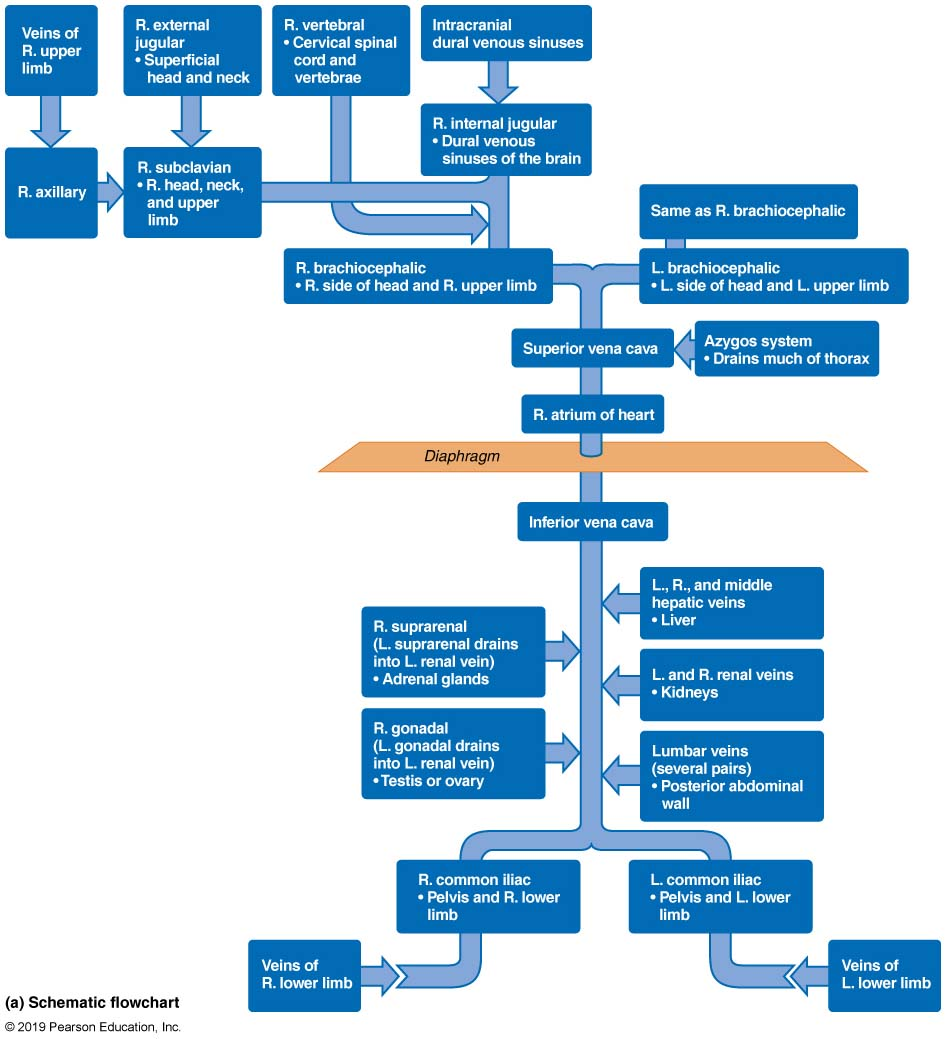 Veins of
R. upper
limb
R. external
jugular
• Superficial
head and neck
R. vertebral
• Cervical spinal
cord and
vertebrae
Intracranial
dural venous sinuses
R. internal jugular
• Dural venous
sinuses of the brain
R. axillary
R. subclavian
• R. head, neck,
and upper
limb
Same as R. brachiocephalic
R. brachiocephalic
• R. side of head and R. upper limb
L. brachiocephalic
• L. side of head and L. upper limb
Superior vena cava
Azygos system
• Drains much of thorax
R. atrium of heart
Diaphragm
Inferior vena cava
L., R., and middle
hepatic veins
• Liver
R. suprarenal
(L. suprarenal drains
into L. renal vein)
• Adrenal glands
L. and R. renal veins
• Kidneys
R. gonadal
(L. gonadal drains
into L. renal vein)
• Testis or ovary
Lumbar veins
(several pairs)
• Posterior abdominal
wall
R. common iliac
• Pelvis and R. lower
limb
L. common iliac
• Pelvis and L. lower
limb
Veins of
R. lower limb
Veins of
L. lower limb
(a) Schematic flowchart
© 2019 Pearson Education, Inc.